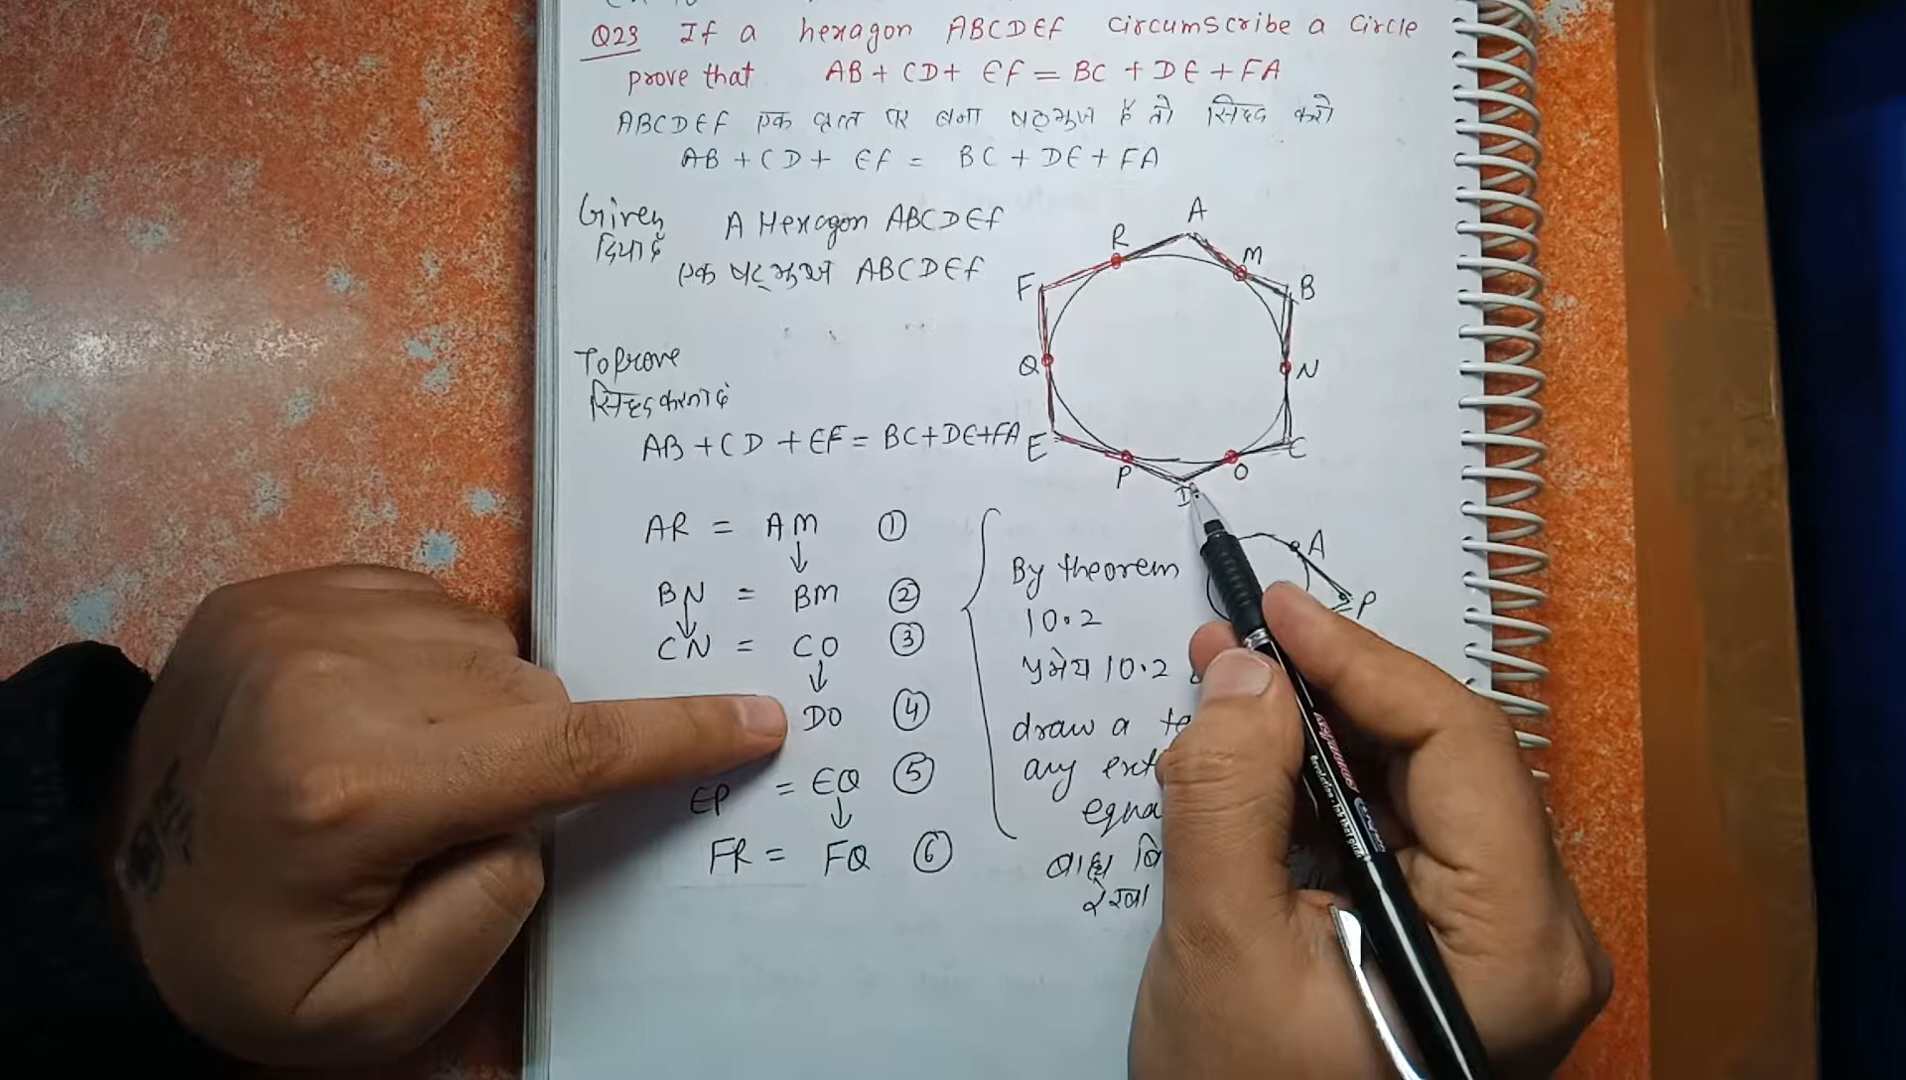 Q23 If a hexagon ABCDEF circumscribe a circle
prove that AB + CD + EF = BC + DE + FA
ABCDEF एक वृत्त पर बना षट्भुज है तो सिद्ध करो
AB + CD + EF = BC + DE + FA
Given A Hexagon ABCDEF
दिया है एक षट्भुज ABCDEF
To prove
सिद्ध करना है
AB + CD + EF = BC + DE + FA
A
R
M
F
B
Q
N
E
C
P
O
D
AR = AM ①
BN = BM ②
CN = CO ③
DO ④
EP = EQ ⑤
FR = FQ ⑥
By theorem
10.2
प्रमेय 10.2
draw a
any
A
P
रेखा